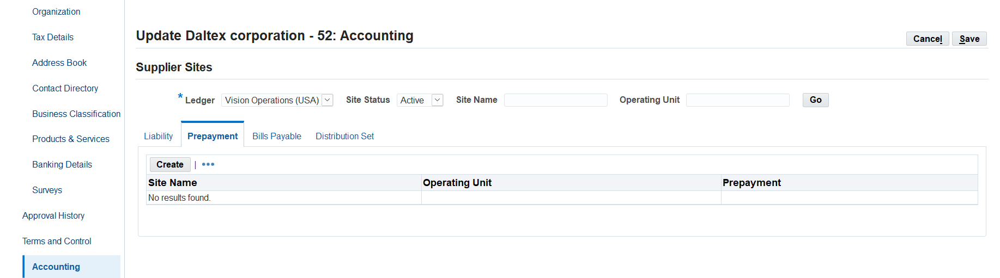 Organization
Tax Details
Address Book
Contact Directory
Business Classification
Products & Services
Banking Details
Surveys
Approval History
Terms and Control
Accounting
Update Daltex corporation - 52: Accounting
Cancel Save
Supplier Sites
* Ledger Vision Operations (USA) Site Status Active Site Name Operating Unit Go
Liability Prepayment Bills Payable Distribution Set
Create | •••
Site Name Operating Unit Prepayment
No results found.